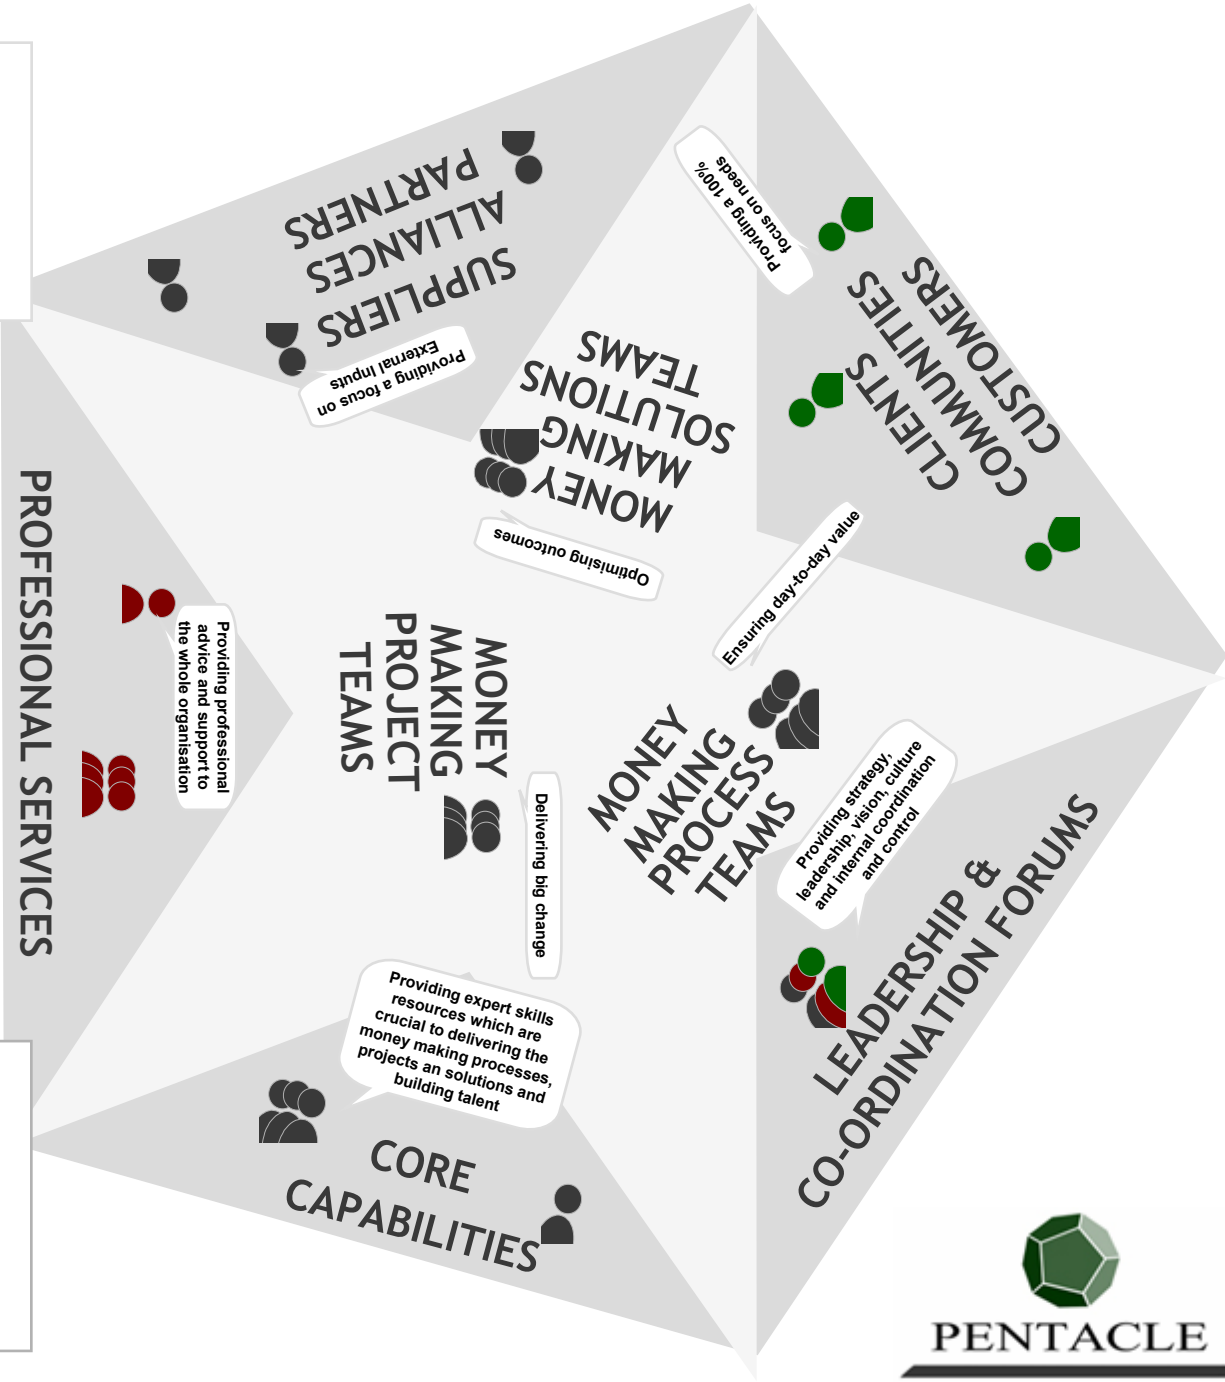 PARTNERS
ALLIANCES
SUPPLIERS
Providing a focus on
External Inputs
Providing a 100%
focus on needs
CLIENTS
COMMUNITIES
CUSTOMERS
MONEY
MAKING
SOLUTIONS
TEAMS
Optimising outcomes
Ensuring day-to-day value
PROFESSIONAL SERVICES
Providing professional
advice and support to
the whole organisation
MONEY
MAKING
PROJECT
TEAMS
Delivering big change
MONEY
MAKING
PROCESS
TEAMS
Providing strategy,
leadership, vision, culture
and internal coordination
and control
LEADERSHIP &
CO-ORDINATION FORUMS
Providing expert skills
resources which are
crucial to delivering the
money making processes,
projects an solutions and
building talent
CORE
CAPABILITIES
PENTACLE